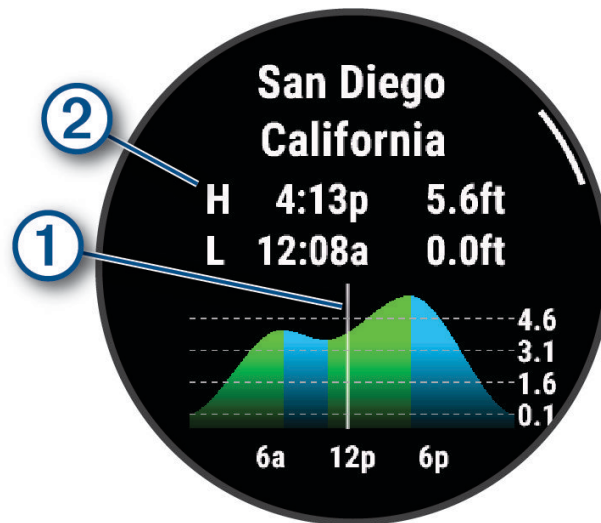 San Diego
California
2
H 4:13p 5.6ft
L 12:08a 0.0ft
1
4.6
3.1
1.6
0.1
6a 12p 6p